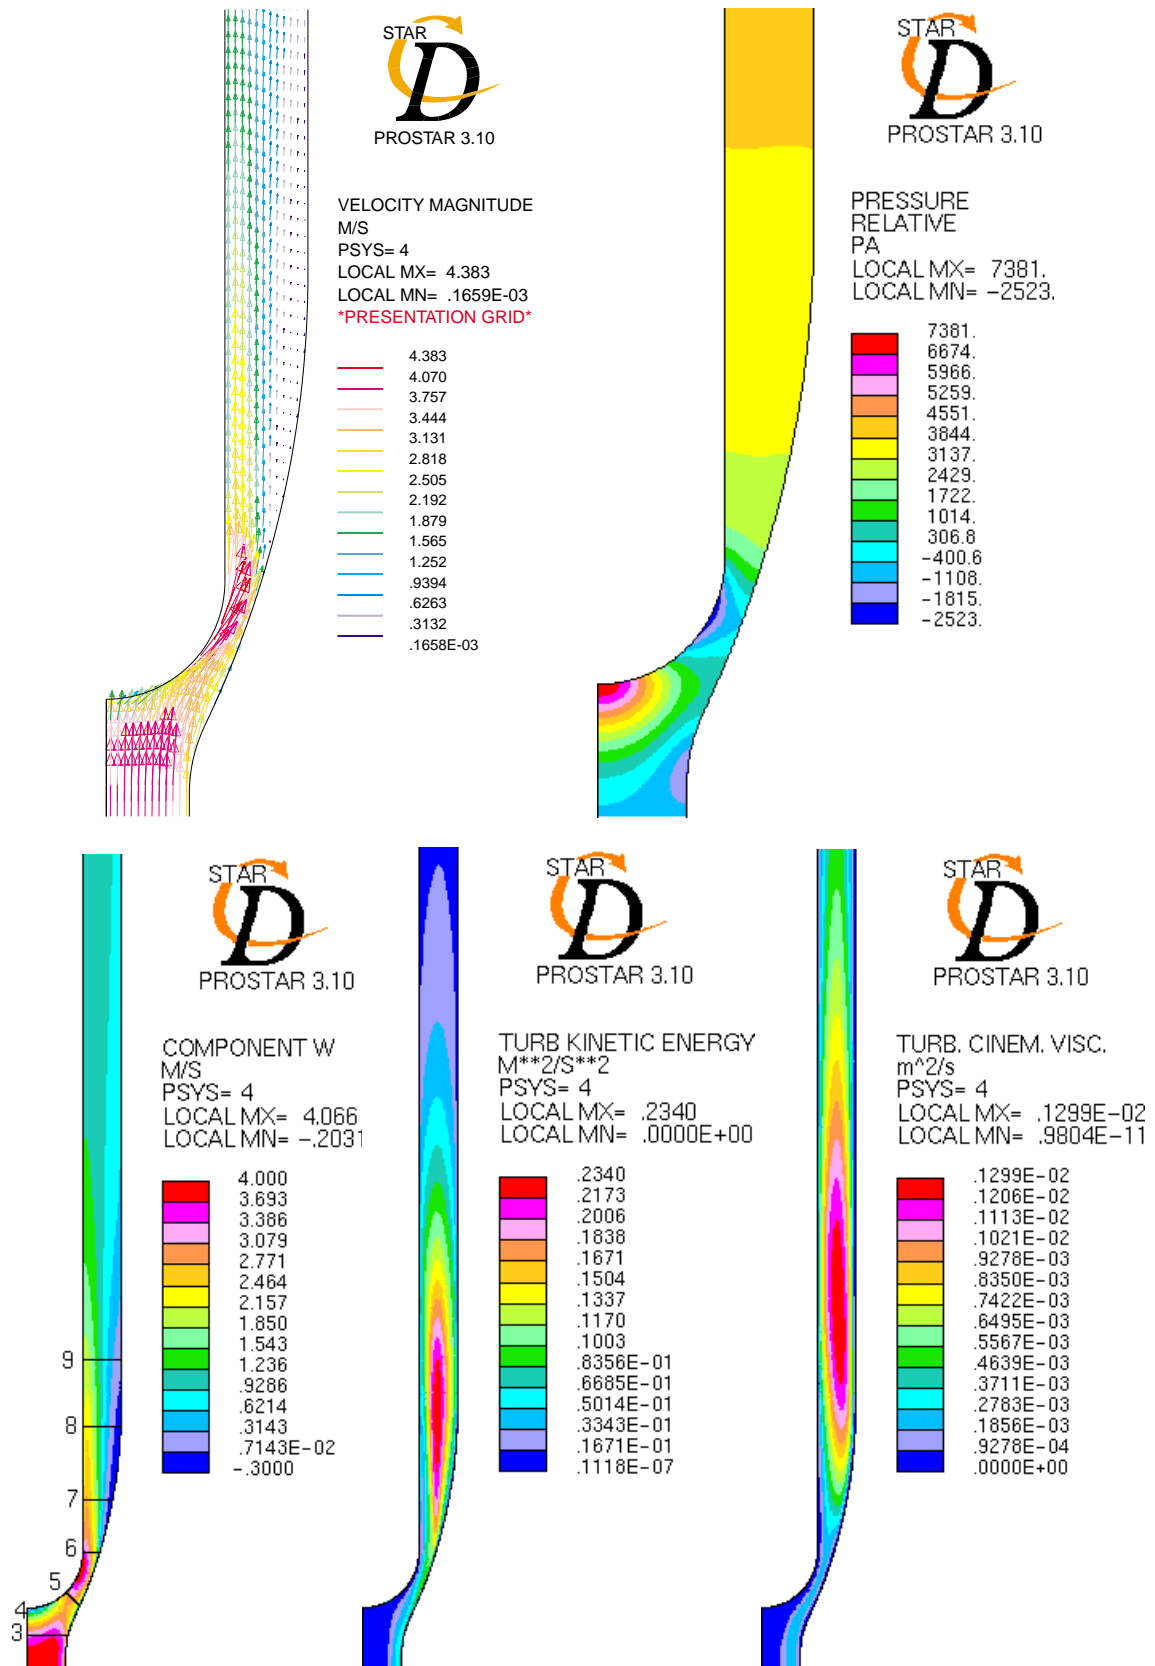 STAR
D
PROSTAR 3.10
VELOCITY MAGNITUDE
M/S
PSYS= 4
LOCAL MX= 4.383
LOCAL MN= .1659E-03
*PRESENTATION GRID*
4.383
4.070
3.757
3.444
3.131
2.818
2.505
2.192
1.879
1.565
1.252
.9394
.6263
.3132
.1658E-03
STAR
D
PROSTAR 3.10
PRESSURE
RELATIVE
PA
LOCAL MX= 7381.
LOCAL MN= -2523.
7381.
6674.
5966.
5259.
4551.
3844.
3137.
2429.
1722.
1014.
306.8
-400.6
-1108.
-1815.
-2523.
STAR
D
PROSTAR 3.10
COMPONENT W
M/S
PSYS= 4
LOCAL MX= 4.066
LOCAL MN= -.2031
4.000
3.693
3.386
3.079
2.771
2.464
2.157
1.850
1.543
1.236
.9286
.6214
.3143
.7143E-02
-.3000
9
8
7
6
5
4
3
STAR
D
PROSTAR 3.10
TURB KINETIC ENERGY
M**2/S**2
PSYS= 4
LOCAL MX= .2340
LOCAL MN= .0000E+00
.2340
.2173
.2006
.1838
.1671
.1504
.1337
.1170
.1003
.8356E-01
.6685E-01
.5014E-01
.3343E-01
.1671E-01
.1118E-07
STAR
D
PROSTAR 3.10
TURB. CINEM. VISC.
m^2/s
PSYS= 4
LOCAL MX= .1299E-02
LOCAL MN= .9804E-11
.1299E-02
.1206E-02
.1113E-02
.1021E-02
.9278E-03
.8350E-03
.7422E-03
.6495E-03
.5567E-03
.4639E-03
.3711E-03
.2783E-03
.1856E-03
.9278E-04
.0000E+00